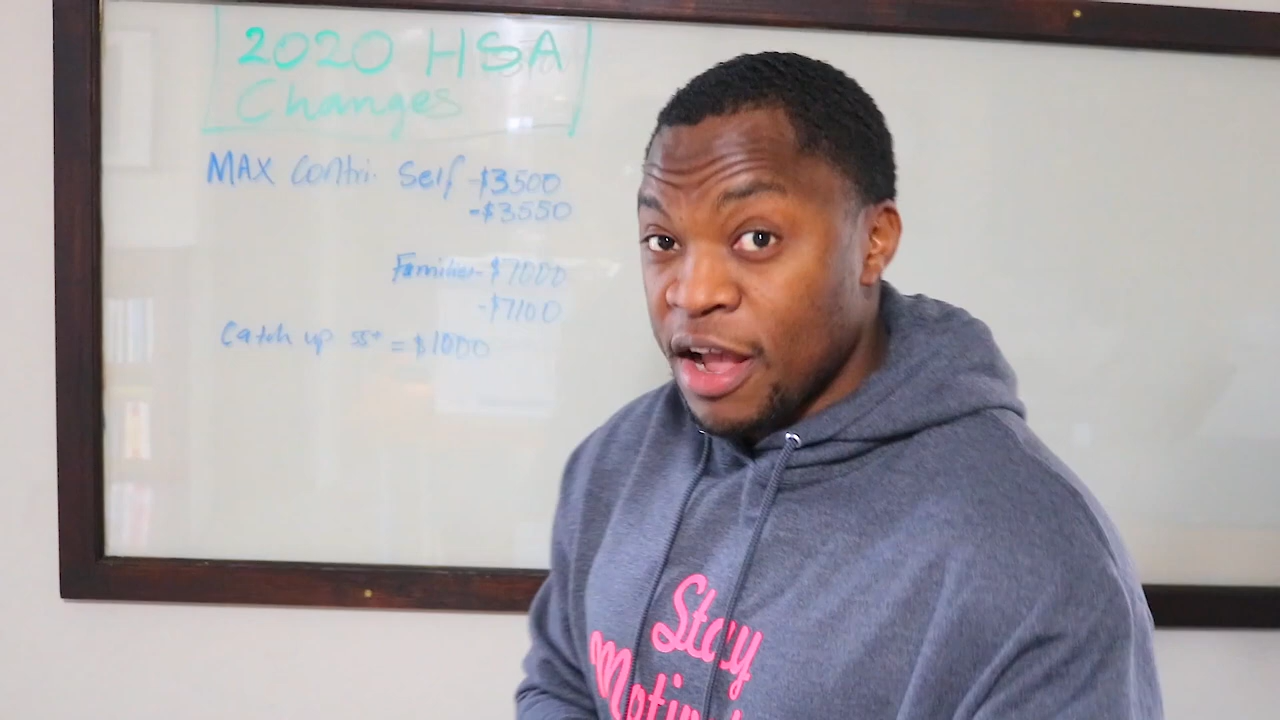 2020 HSA
Changes
MAX Contri. Self -$3500
-$3550
Families- $7000
-$7100
Catch up 55+ = $1000
Stay